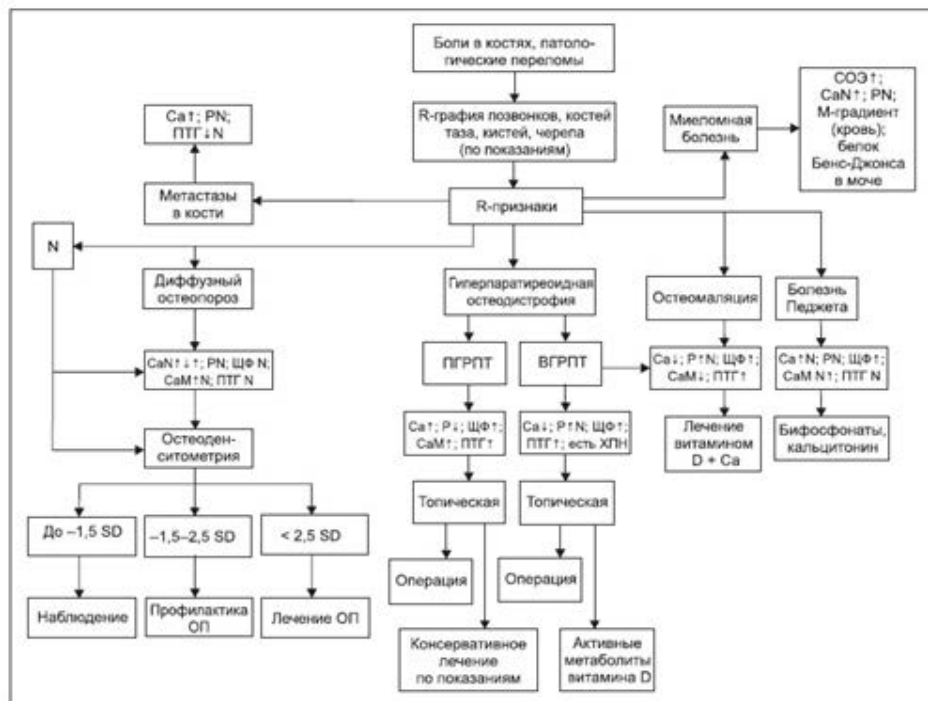 Боли в костях, патоло-
гические переломы
R-графия позвонков, костей
таза, кистей, черепа
(по показаниям)
Ca↑; PN;
ПТГ↓N
Метастазы
в кости
R-признаки
Миеломная
болезнь
СОЭ↑;
CaN↑; PN;
М-градиент
(кровь);
белок
Бенс-Джонса
в моче
N
Диффузный
остеопороз
CaN↑↓↑; PN; ЩФ N;
CaM↑N; ПТГ N
Остеоден-
ситометрия
До –1,5 SD
–1,5–2,5 SD
< 2,5 SD
Наблюдение
Профилактика
ОП
Лечение ОП
Гиперпаратиреоидная
остеодистрофия
ПГРПТ
ВГРПТ
Ca↑; P↓; ЩФ↑;
CaM↑; ПТГ↑
Ca↓; P↑N; ЩФ↑;
ПТГ↑; есть ХПН
Топическая
Топическая
Операция
Операция
Консервативное
лечение
по показаниям
Активные
метаболиты
витамина D
Остеомаляция
Ca↓; P↑N; ЩФ↑;
CaM↓; ПТГ↑
Лечение
витамином
D + Ca
Болезнь
Педжета
Ca↑N; PN; ЩФ↑;
CaM N↑; ПТГ N
Бифосфонаты,
кальцитонин